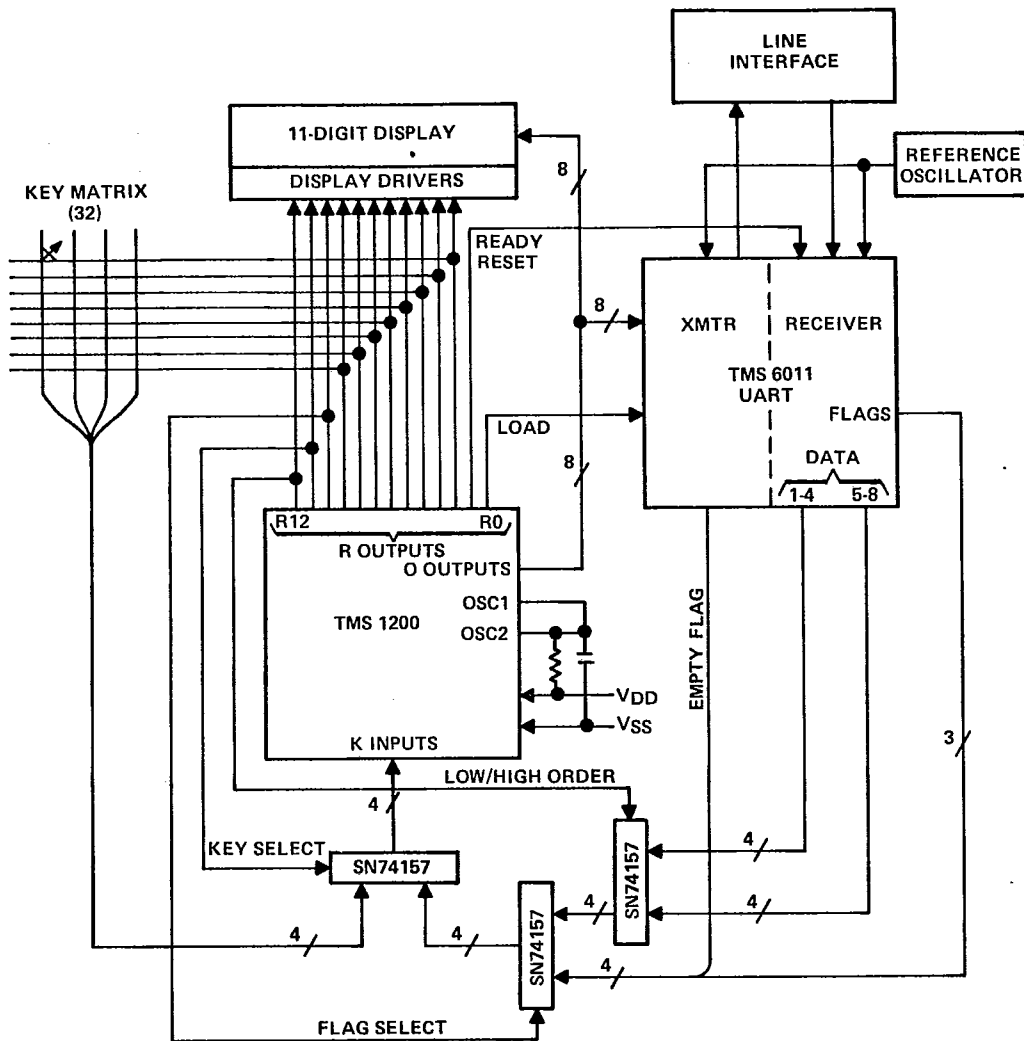 LINE
INTERFACE
11-DIGIT DISPLAY
DISPLAY DRIVERS
8
REFERENCE
OSCILLATOR
KEY MATRIX
(32)
READY
RESET
8
XMTR
RECEIVER
TMS 6011
UART
FLAGS
LOAD
8
DATA
1-4
5-8
R12
R0
R OUTPUTS
O OUTPUTS
OSC1
TMS 1200
OSC2
EMPTY FLAG
VDD
VSS
K INPUTS
3
LOW/HIGH ORDER
4
KEY SELECT
SN74157
SN74157
4
4
SN74157
4
4
4
4
FLAG SELECT